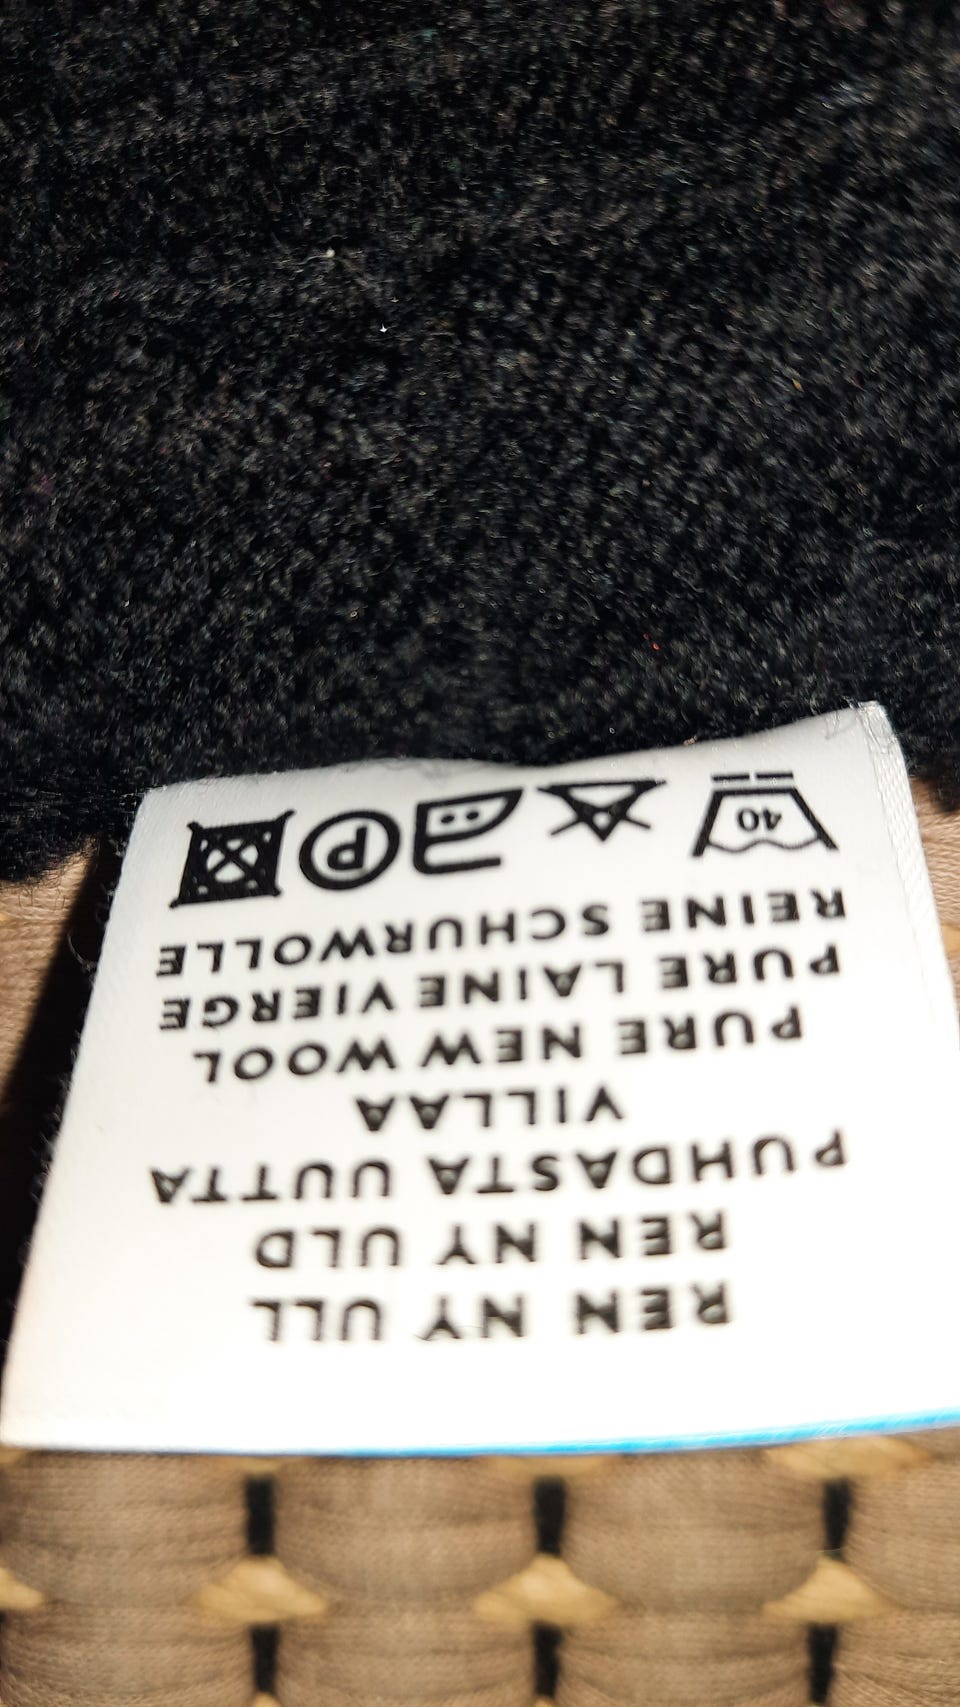 REN NY ULL
REN NY ULD
PUHDASTA UUTTA
VILLAA
PURE NEW WOOL
PURE LAINE VIERGE
REINE SCHURWOLLE
40 P